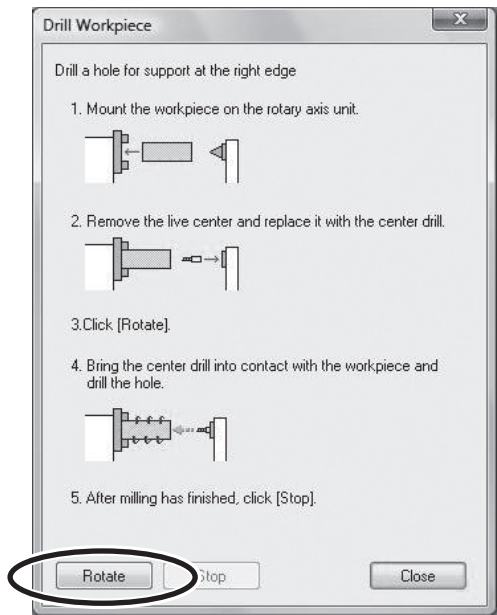 Drill Workpiece
X
Drill a hole for support at the right edge
1. Mount the workpiece on the rotary axis unit.
2. Remove the live center and replace it with the center drill.
3.Click [Rotate].
4. Bring the center drill into contact with the workpiece and
drill the hole.
5. After milling has finished, click [Stop].
Rotate Stop Close